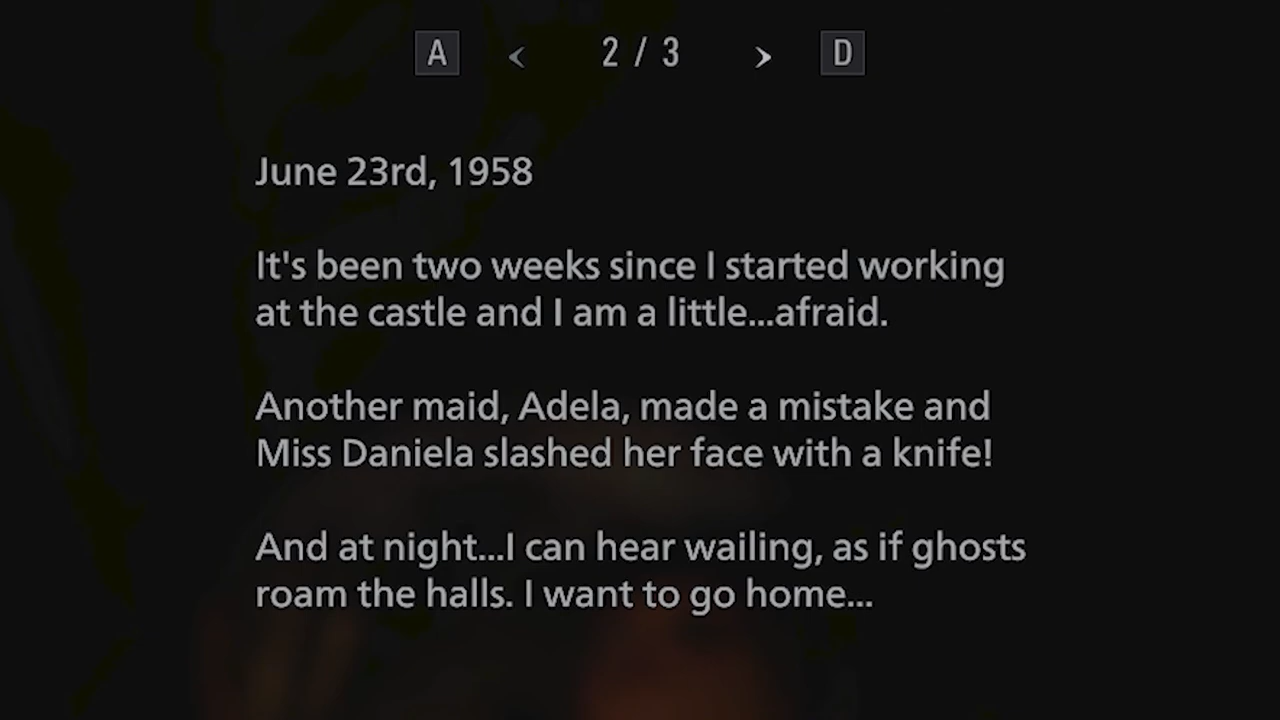 A < 2 / 3 > D
June 23rd, 1958
It's been two weeks since I started working
at the castle and I am a little...afraid.
Another maid, Adela, made a mistake and
Miss Daniela slashed her face with a knife!
And at night...I can hear wailing, as if ghosts
roam the halls. I want to go home...